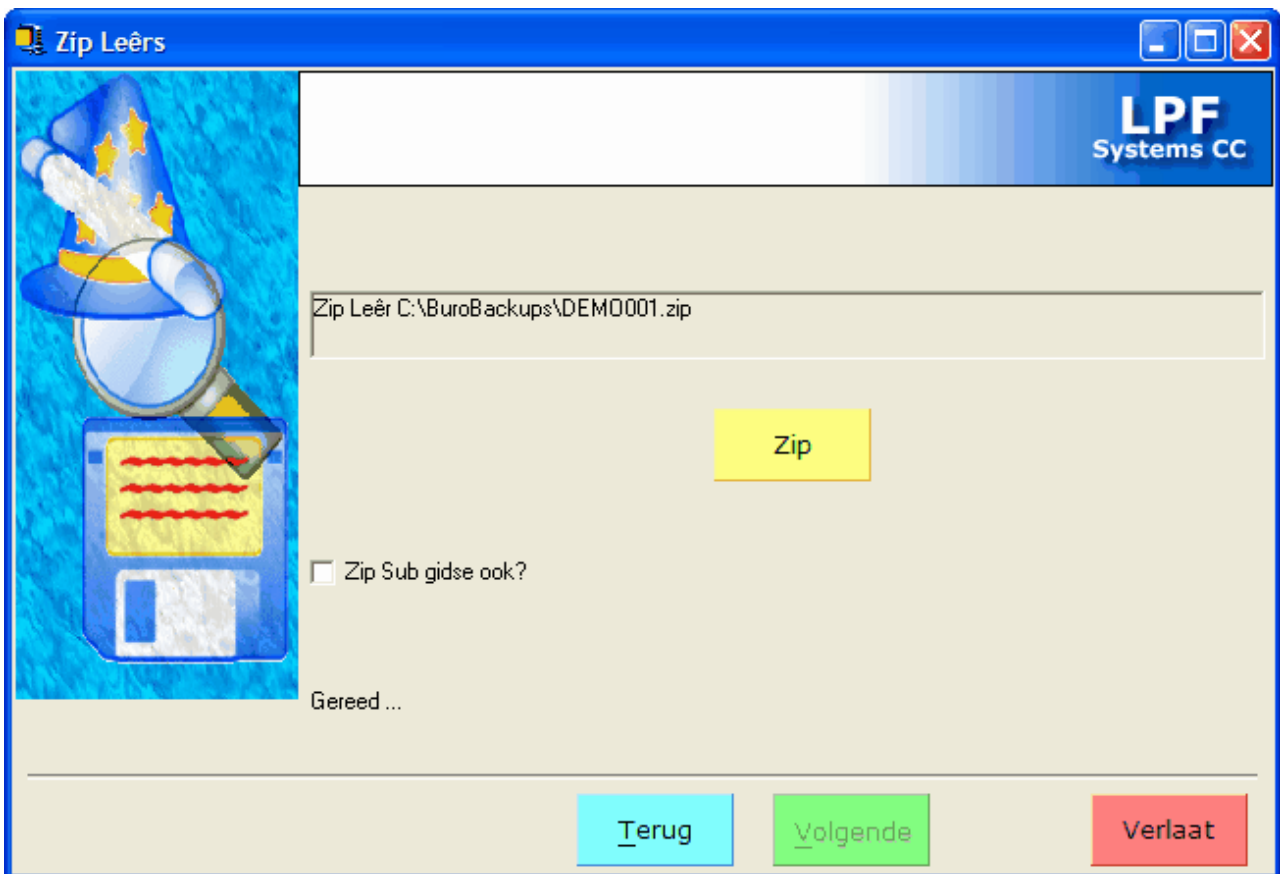 Zip Leêrs
LPF
Systems CC
Zip Leêr C:\BuroBackups\DEMO001.zip
Zip
Zip Sub gidse ook?
Gereed ...
Terug
Volgende
Verlaat